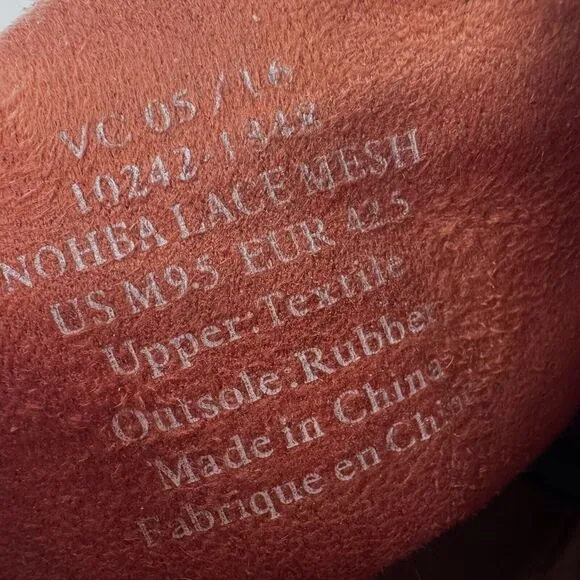 VC 05/16
10242-1442
NOHEA LACE MESH
US M9.5 EUR 42.5
Upper:Textile
Outsole:Rubber
Made in China
Fabrique en Chine